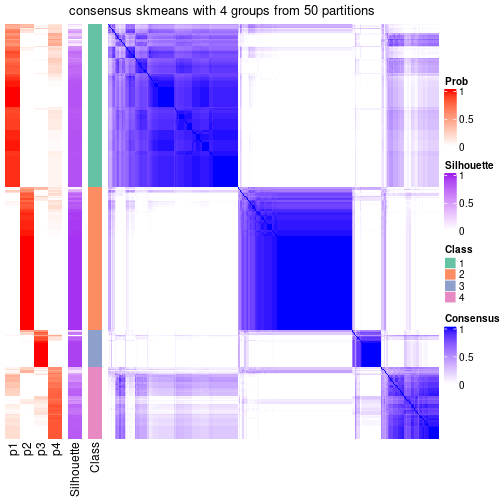 consensus skmeans with 4 groups from 50 partitions
Prob
1
0.5
0
Silhouette
1
0.5
0
Class
1
2
3
4
Consensus
1
0.5
0
p1
p2
p3
p4
Silhouette
Class